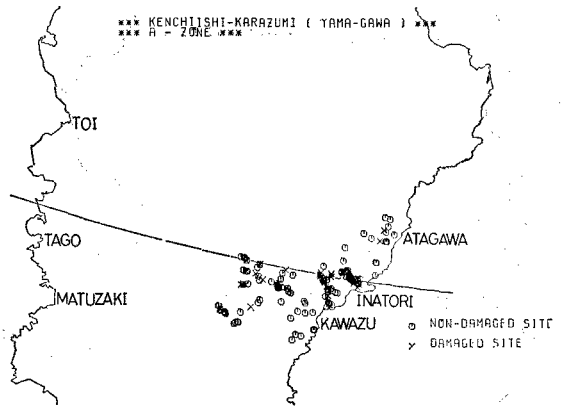 *** KENCHIISHI-KARAZUMI ( YAMA-GAWA ) ***
*** A - ZONE ***
TOI
TAGO
ATAGAWA
MATUZAKI
INATORI
KAWAZU
NON-DAMAGED SITE
DAMAGED SITE